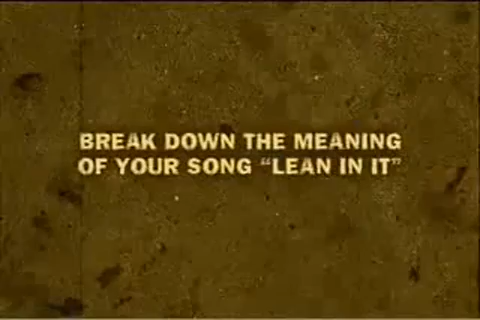 BREAK DOWN THE MEANING
OF YOUR SONG “LEAN IN IT”